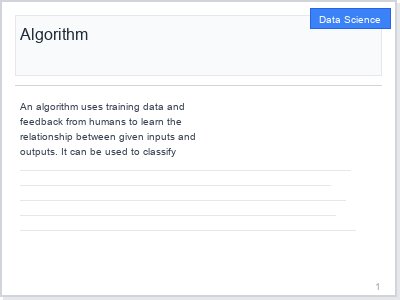 Data Science
Algorithm
An algorithm uses training data and
feedback from humans to learn the
relationship between given inputs and
outputs. It can be used to classify
1